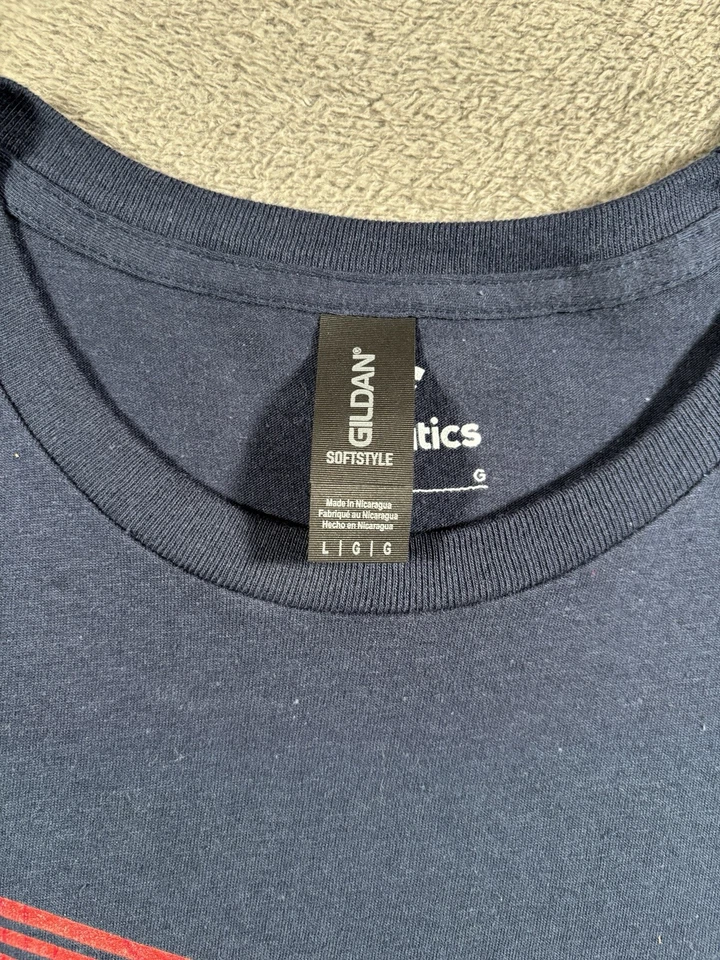 GILDAN®
SOFTSTYLE
Made in Nicaragua
Fabriqué au Nicaragua
Hecho en Nicaragua
L | G | G
tics
G